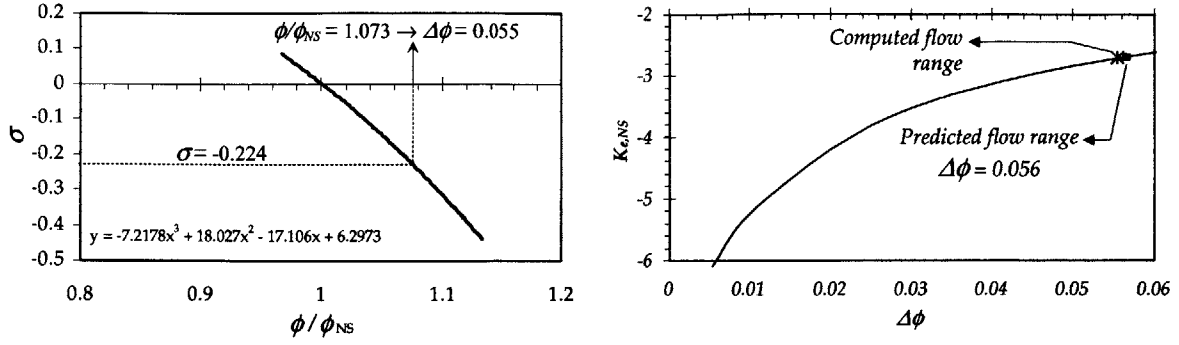 0.2
0.1
0
-0.1
-0.2
-0.3
-0.4
-0.5
σ
ϕ/ϕNS = 1.073 → Δϕ = 0.055
σ = -0.224
y = -7.2178x³ + 18.027x² - 17.106x + 6.2973
0.8 0.9 1 1.1 1.2
ϕ / ϕNS
-2
-3
-4
-5
-6
Ke,NS
Computed flow
range
Predicted flow range
Δϕ = 0.056
0 0.01 0.02 0.03 0.04 0.05 0.06
Δϕ